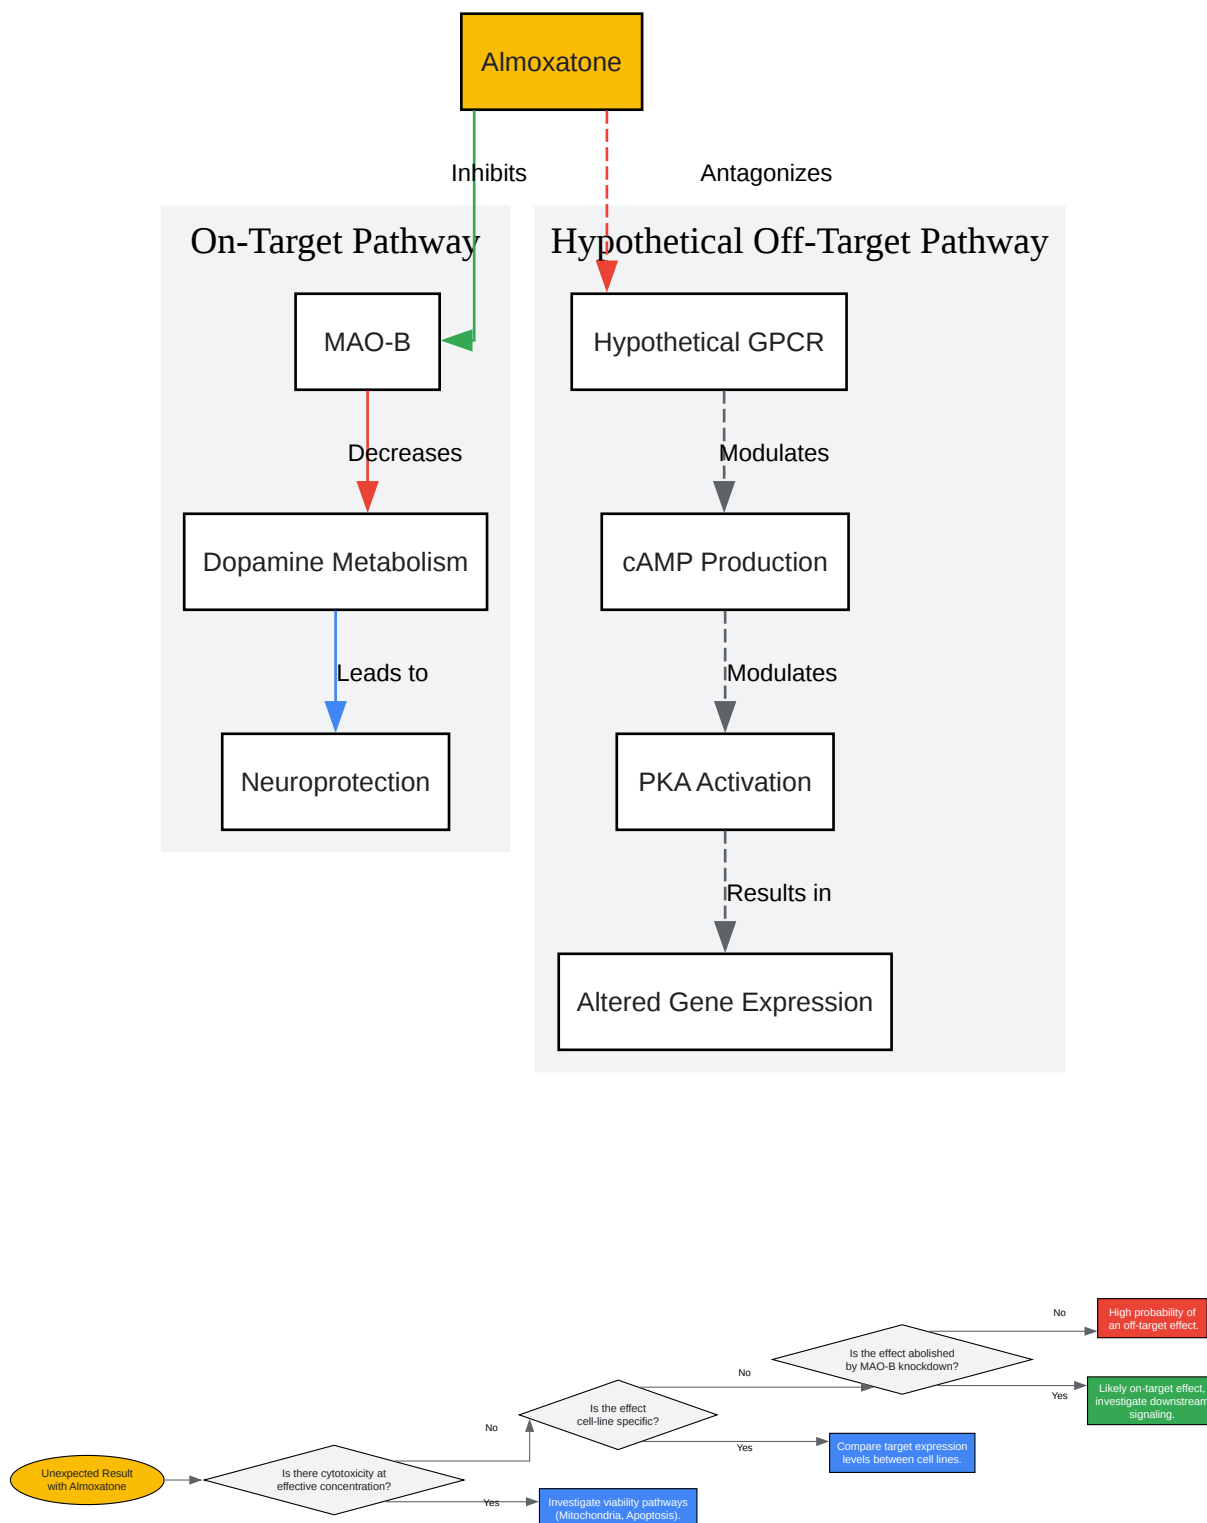 Almoxatone
Inhibits
Antagonizes
On-Target Pathway
Hypothetical Off-Target Pathway
MAO-B
Hypothetical GPCR
Decreases
Modulates
Dopamine Metabolism
cAMP Production
Leads to
Modulates
Neuroprotection
PKA Activation
Results in
Altered Gene Expression
Unexpected Result
with Almoxatone
Is there cytotoxicity at
effective concentration?
No
Yes
Investigate viability pathways
(Mitochondria, Apoptosis).
Is the effect
cell-line specific?
No
Yes
Compare target expression
levels between cell lines.
Is the effect abolished
by MAO-B knockdown?
No
Yes
High probability of
an off-target effect.
Likely on-target effect,
investigate downstream
signaling.